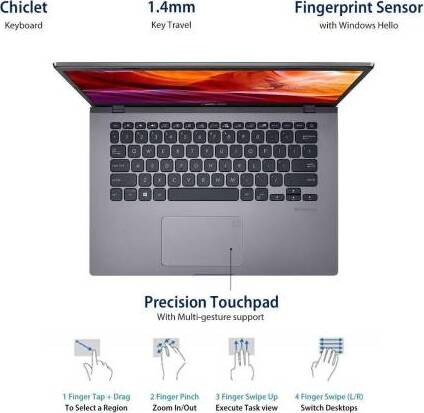 Chiclet
Keyboard
1.4mm
Key Travel
Fingerprint Sensor
with Windows Hello
Precision Touchpad
With Multi-gesture support
1 Finger Tap + Drag
To Select a Region
2 Finger Pinch
Zoom In/Out
3 Finger Swipe Up
Execute Task view
4 Finger Swipe (L/R)
Switch Desktops